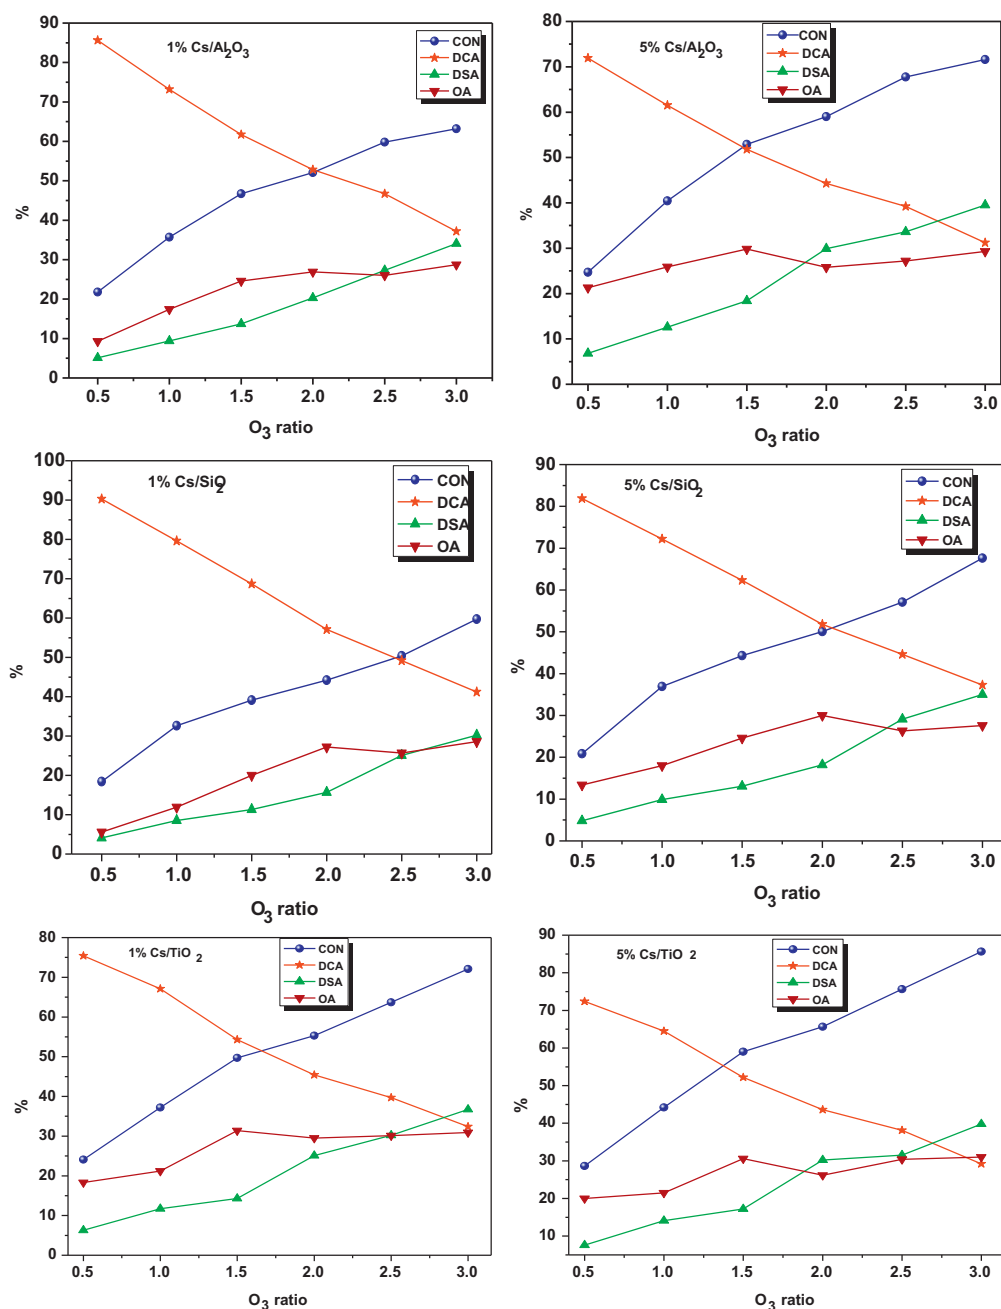 1% Cs/Al2O3
CON
DCA
DSA
OA
90
80
70
60
50
40
30
20
10
0
%
0.5 1.0 1.5 2.0 2.5 3.0
O3 ratio
5% Cs/Al2O3
CON
DCA
DSA
OA
80
70
60
50
40
30
20
10
0
%
0.5 1.0 1.5 2.0 2.5 3.0
O3 ratio
1% Cs/SiO2
CON
DCA
DSA
OA
100
90
80
70
60
50
40
30
20
10
0
%
0.5 1.0 1.5 2.0 2.5 3.0
O3 ratio
5% Cs/SiO2
CON
DCA
DSA
OA
90
80
70
60
50
40
30
20
10
0
%
0.5 1.0 1.5 2.0 2.5 3.0
O3 ratio
1% Cs/TiO2
CON
DCA
DSA
OA
80
70
60
50
40
30
20
10
0
%
0.5 1.0 1.5 2.0 2.5 3.0
O3 ratio
5% Cs/TiO2
CON
DCA
DSA
OA
90
80
70
60
50
40
30
20
10
%
0.5 1.0 1.5 2.0 2.5 3.0
O3 ratio